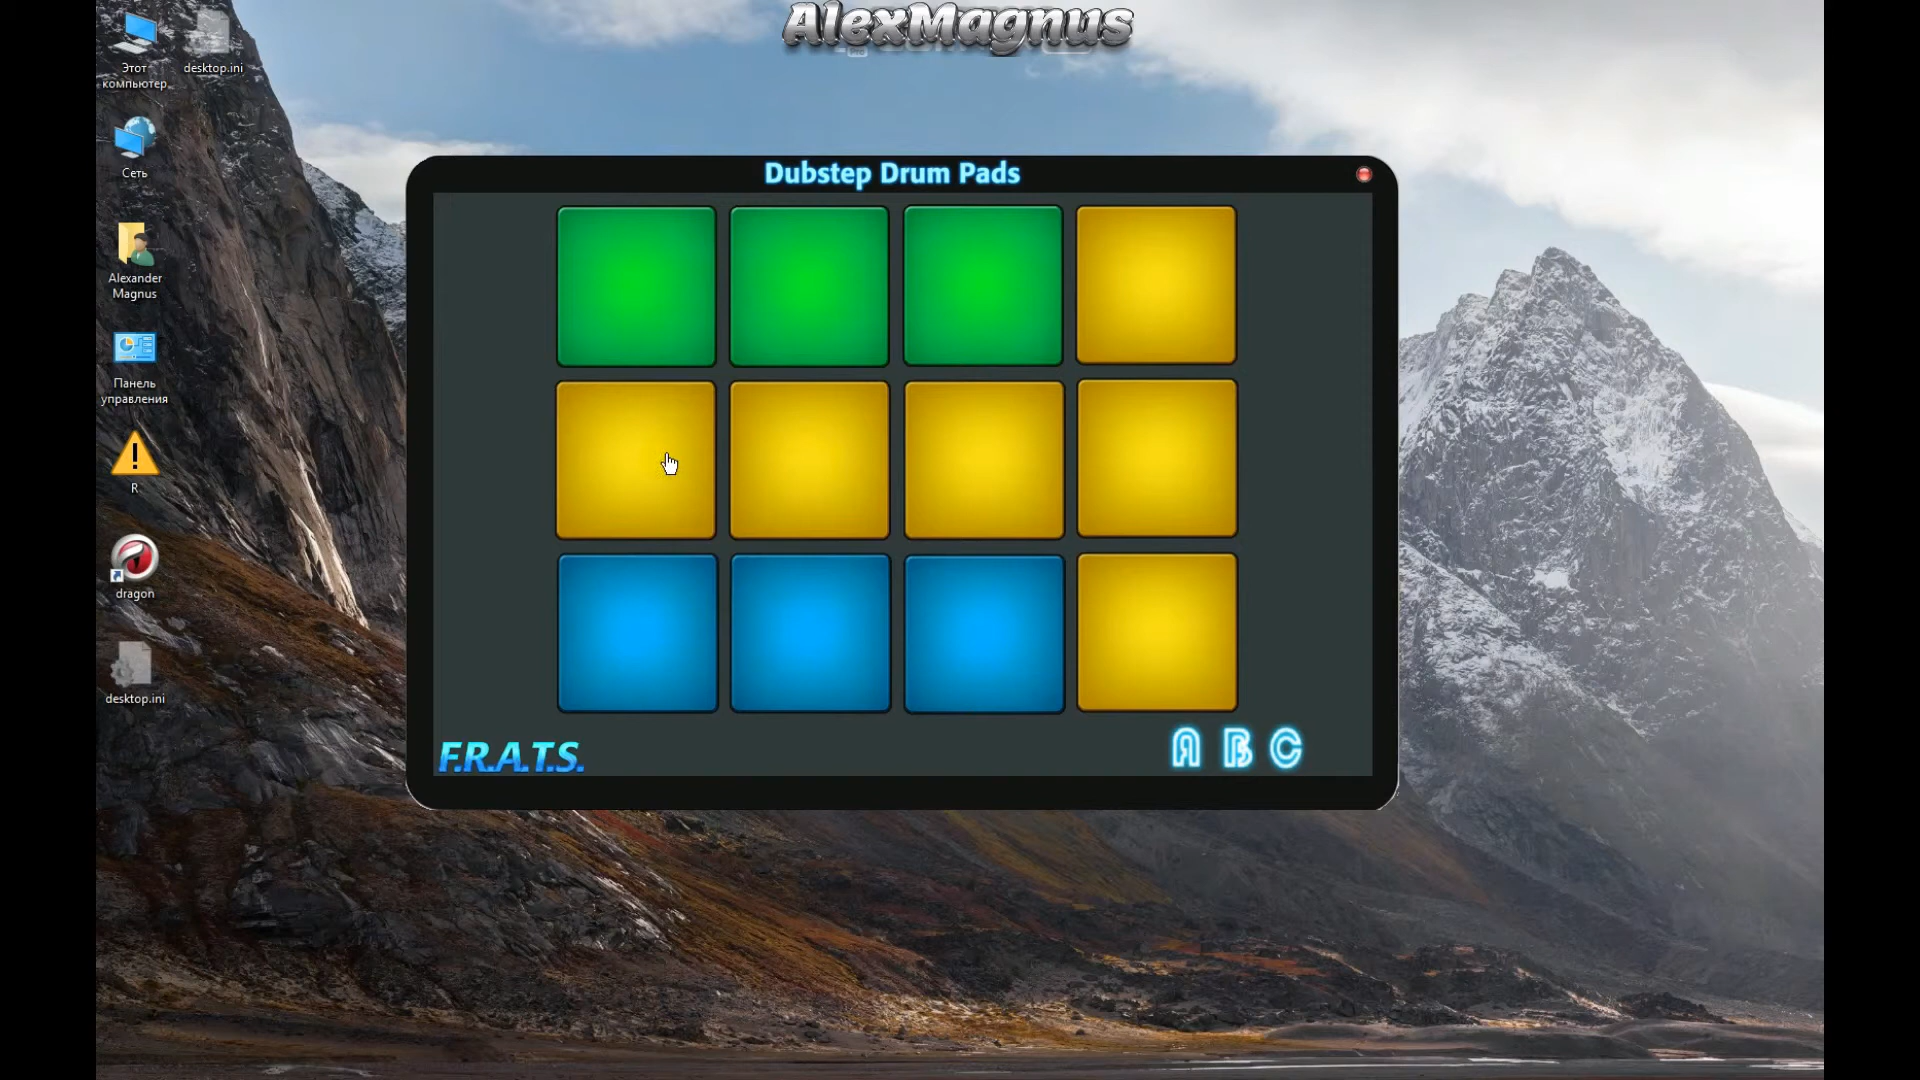 AlexMagnus
Этот
компьютер
desktop.ini
Сеть
Alexander
Magnus
Панель
управления
R
dragon
desktop.ini
Dubstep Drum Pads
F.R.A.T.S.
A B C